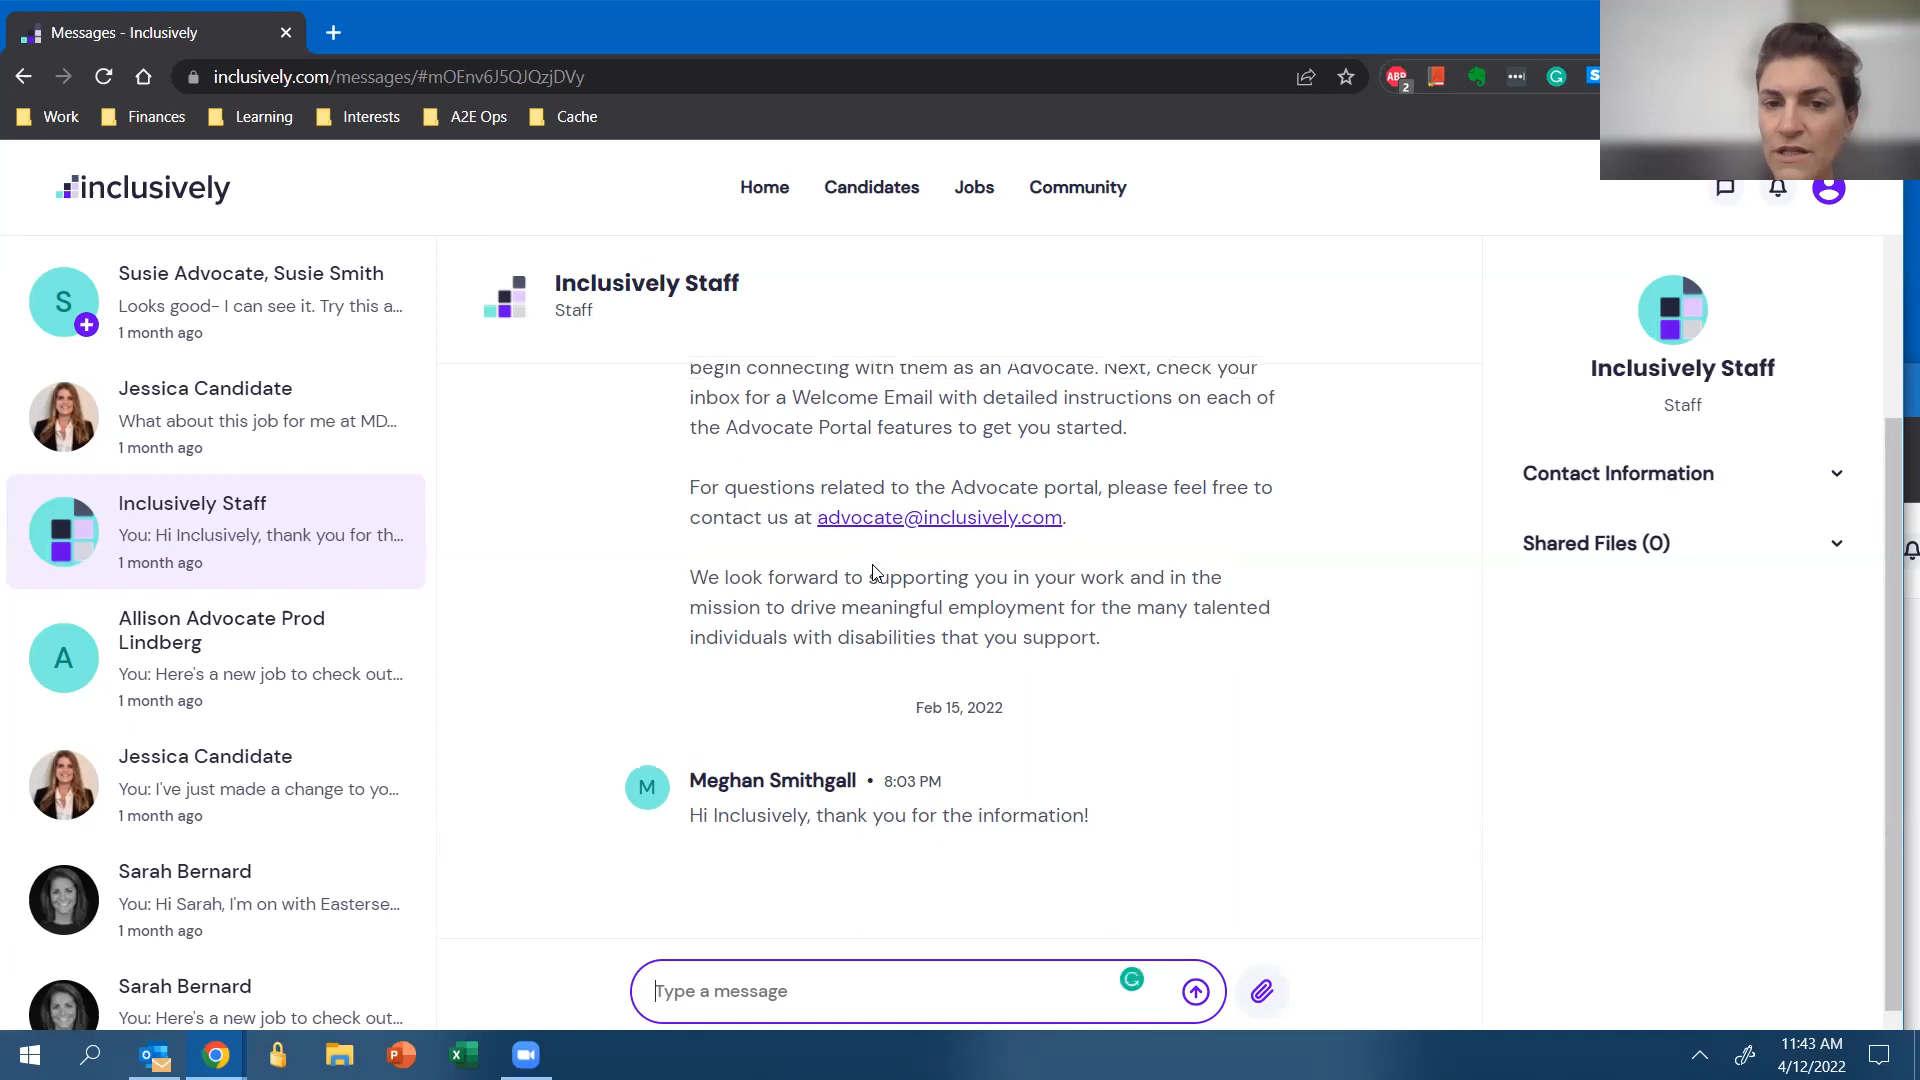 Messages - Inclusively
inclusively.com/messages/#mOEnv6J5QJQzjDVy
ABP
2
S
Work
Finances
Learning
Interests
A2E Ops
Cache
inclusively
Home
Candidates
Jobs
Community
S
Susie Advocate, Susie Smith
Looks good- I can see it. Try this a...
1 month ago
Jessica Candidate
What about this job for me at MD...
1 month ago
Inclusively Staff
You: Hi Inclusively, thank you for th...
1 month ago
A
Allison Advocate Prod
Lindberg
You: Here's a new job to check out...
1 month ago
Jessica Candidate
You: I've just made a change to yo...
1 month ago
Sarah Bernard
You: Hi Sarah, I'm on with Easterse...
1 month ago
Sarah Bernard
You: Here's a new job to check out...
Inclusively Staff
Staff
begin connecting with them as an Advocate. Next, check your
inbox for a Welcome Email with detailed instructions on each of
the Advocate Portal features to get you started.
For questions related to the Advocate portal, please feel free to
contact us at advocate@inclusively.com.
We look forward to supporting you in your work and in the
mission to drive meaningful employment for the many talented
individuals with disabilities that you support.
Feb 15, 2022
M
Meghan Smithgall • 8:03 PM
Hi Inclusively, thank you for the information!
Type a message
Inclusively Staff
Staff
Contact Information
Shared Files (0)
11:43 AM
4/12/2022